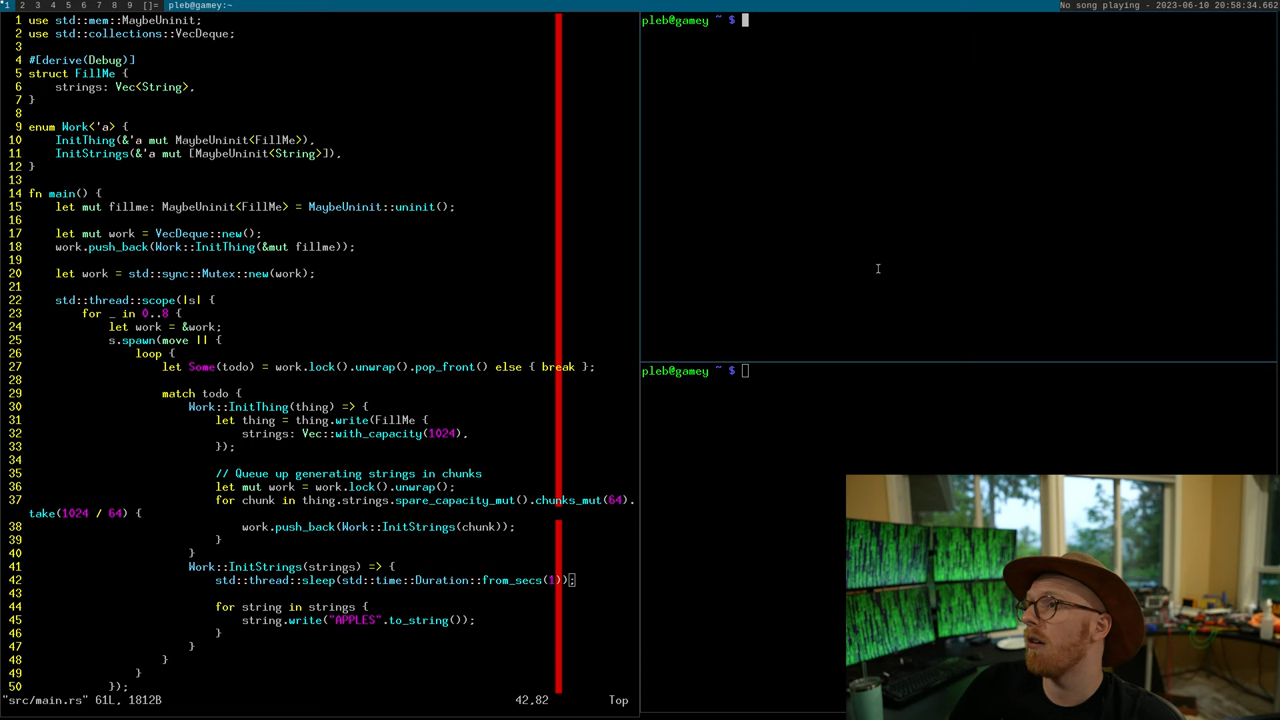 1 2 3 4 5 6 7 8 9 []= pleb@gamey:~ No song playing - 2023-06-10 20:58:34.662
1 use std::mem::MaybeUninit;
2 use std::collections::VecDeque;
3
4 #[derive(Debug)]
5 struct FillMe {
6     strings: Vec<String>,
7 }
8
9 enum Work<'a> {
10     InitThing(&'a mut MaybeUninit<FillMe>),
11     InitStrings(&'a mut [MaybeUninit<String>]),
12 }
13
14 fn main() {
15     let mut fillme: MaybeUninit<FillMe> = MaybeUninit::uninit();
16
17     let mut work = VecDeque::new();
18     work.push_back(Work::InitThing(&mut fillme));
19
20     let work = std::sync::Mutex::new(work);
21
22     std::thread::scope(|s| {
23         for _ in 0..8 {
24             let work = &work;
25             s.spawn(move || {
26                 loop {
27                     let Some(todo) = work.lock().unwrap().pop_front() else { break };
28
29                     match todo {
30                         Work::InitThing(thing) => {
31                             let thing = thing.write(FillMe {
32                                 strings: Vec::with_capacity(1024),
33                             });
34
35                             // Queue up generating strings in chunks
36                             let mut work = work.lock().unwrap();
37                             for chunk in thing.strings.spare_capacity_mut().chunks_mut(64).
take(1024 / 64) {
38                                 work.push_back(Work::InitStrings(chunk));
39                             }
40                         }
41                         Work::InitStrings(strings) => {
42                             std::thread::sleep(std::time::Duration::from_secs(1));
43
44                             for string in strings {
45                                 string.write("APPLES".to_string());
46                             }
47                         }
48                     }
49                 }
50             });
"src/main.rs" 61L, 1812B 42,82 Top
pleb@gamey ~ $
pleb@gamey ~ $